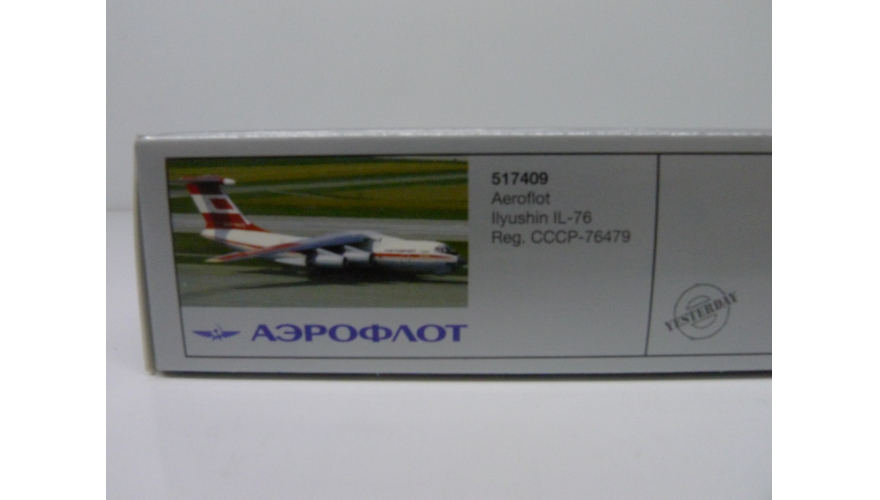 517409
Aeroflot
Ilyushin IL-76
Reg. CCCP-76479
АЭРОФЛОТ
YESTERDAY